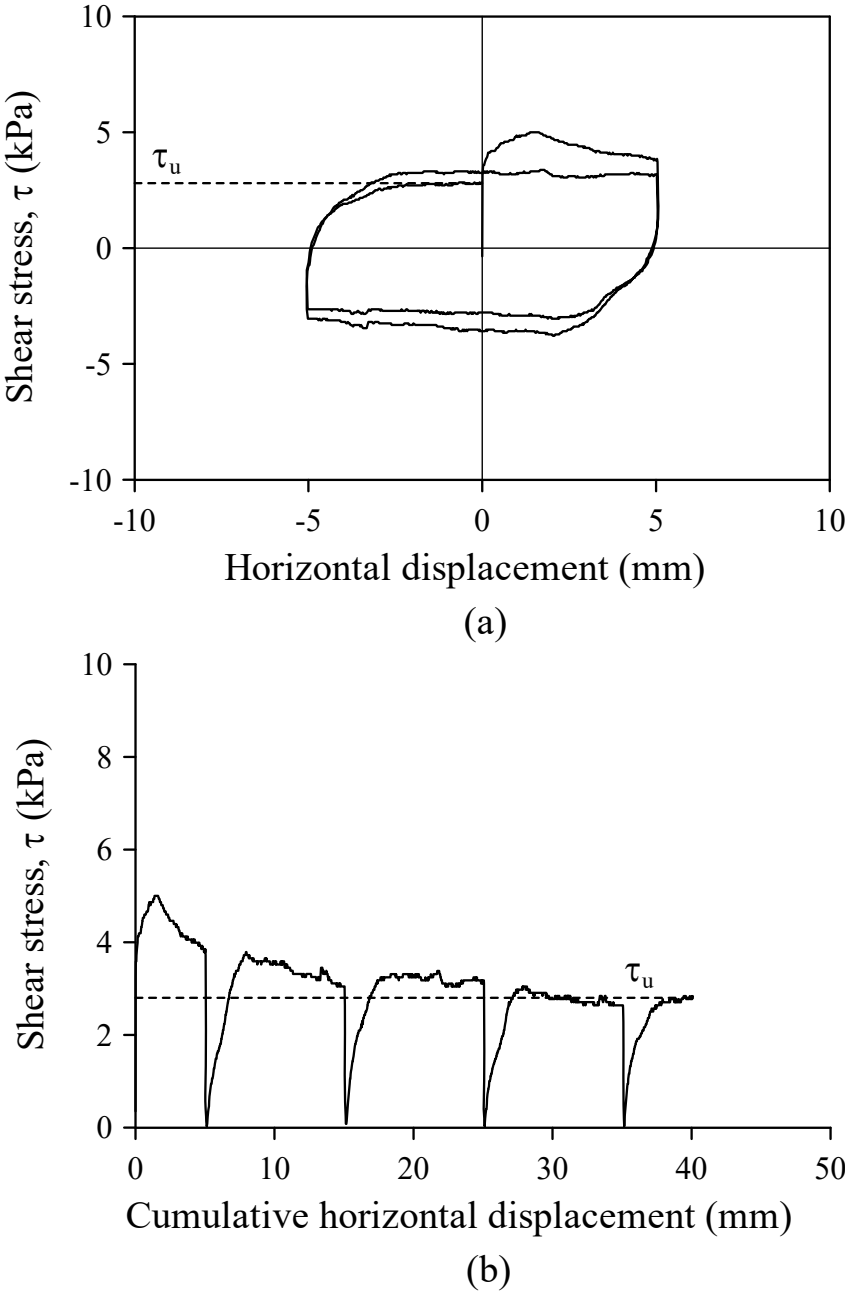 10
5
0
-5
-10
Shear stress, τ (kPa)
τu
-10 -5 0 5 10
Horizontal displacement (mm)
(a)
10
8
6
4
2
0
Shear stress, τ (kPa)
τu
0 10 20 30 40 50
Cumulative horizontal displacement (mm)
(b)